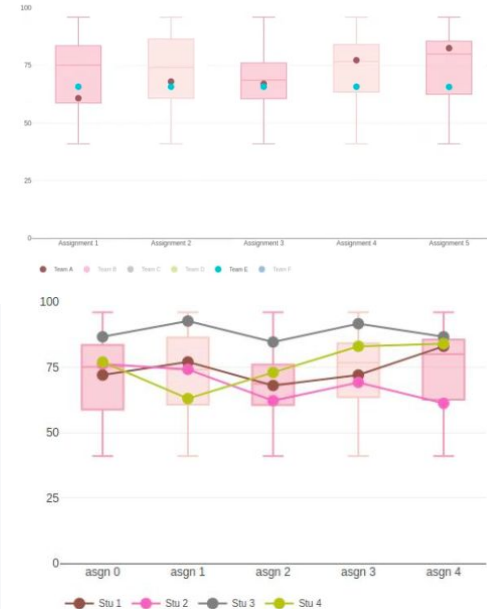 100
75
50
25
0
Assignment 1 Assignment 2 Assignment 3 Assignment 4 Assignment 5
Team A Team B Team C Team D Team E Team F
100
75
50
25
0
asgn 0 asgn 1 asgn 2 asgn 3 asgn 4
Stu 1 Stu 2 Stu 3 Stu 4